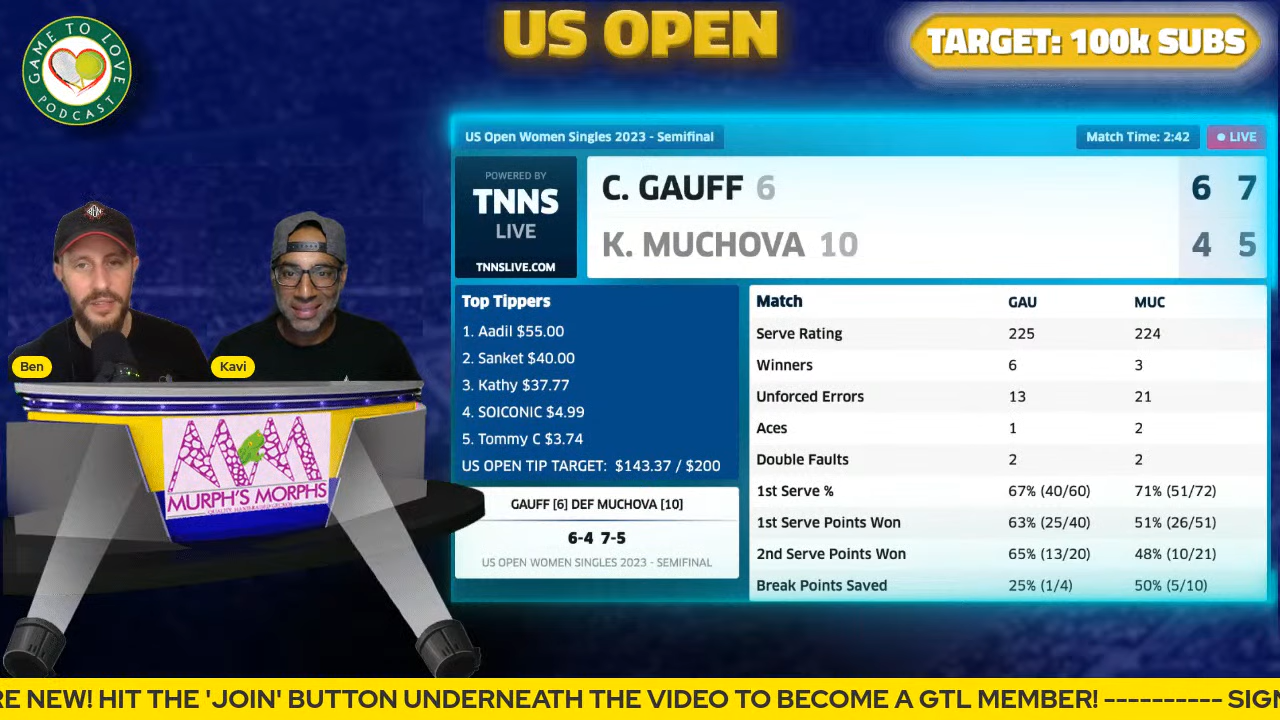 GAME TO LOVE
PODCAST
US OPEN
TARGET: 100k SUBS
US Open Women Singles 2023 - Semifinal
Match Time: 2:42
LIVE
POWERED BY
TNNS
LIVE
TNNSLIVE.COM
C. GAUFF 6 6 7
K. MUCHOVA 10 4 5
Top Tippers
1. Aadil $55.00
2. Sanket $40.00
3. Kathy $37.77
4. SOICONIC $4.99
5. Tommy C $3.74
US OPEN TIP TARGET: $143.37 / $200
GAUFF [6] DEF MUCHOVA [10]
6-4 7-5
US OPEN WOMEN SINGLES 2023 - SEMIFINAL
Match GAU MUC
Serve Rating 225 224
Winners 6 3
Unforced Errors 13 21
Aces 1 2
Double Faults 2 2
1st Serve % 67% (40/60) 71% (51/72)
1st Serve Points Won 63% (25/40) 51% (26/51)
2nd Serve Points Won 65% (13/20) 48% (10/21)
Break Points Saved 25% (1/4) 50% (5/10)
Ben
Kavi
MM
MURPH'S MORPHS
RE NEW! HIT THE 'JOIN' BUTTON UNDERNEATH THE VIDEO TO BECOME A GTL MEMBER! ---------- SIG